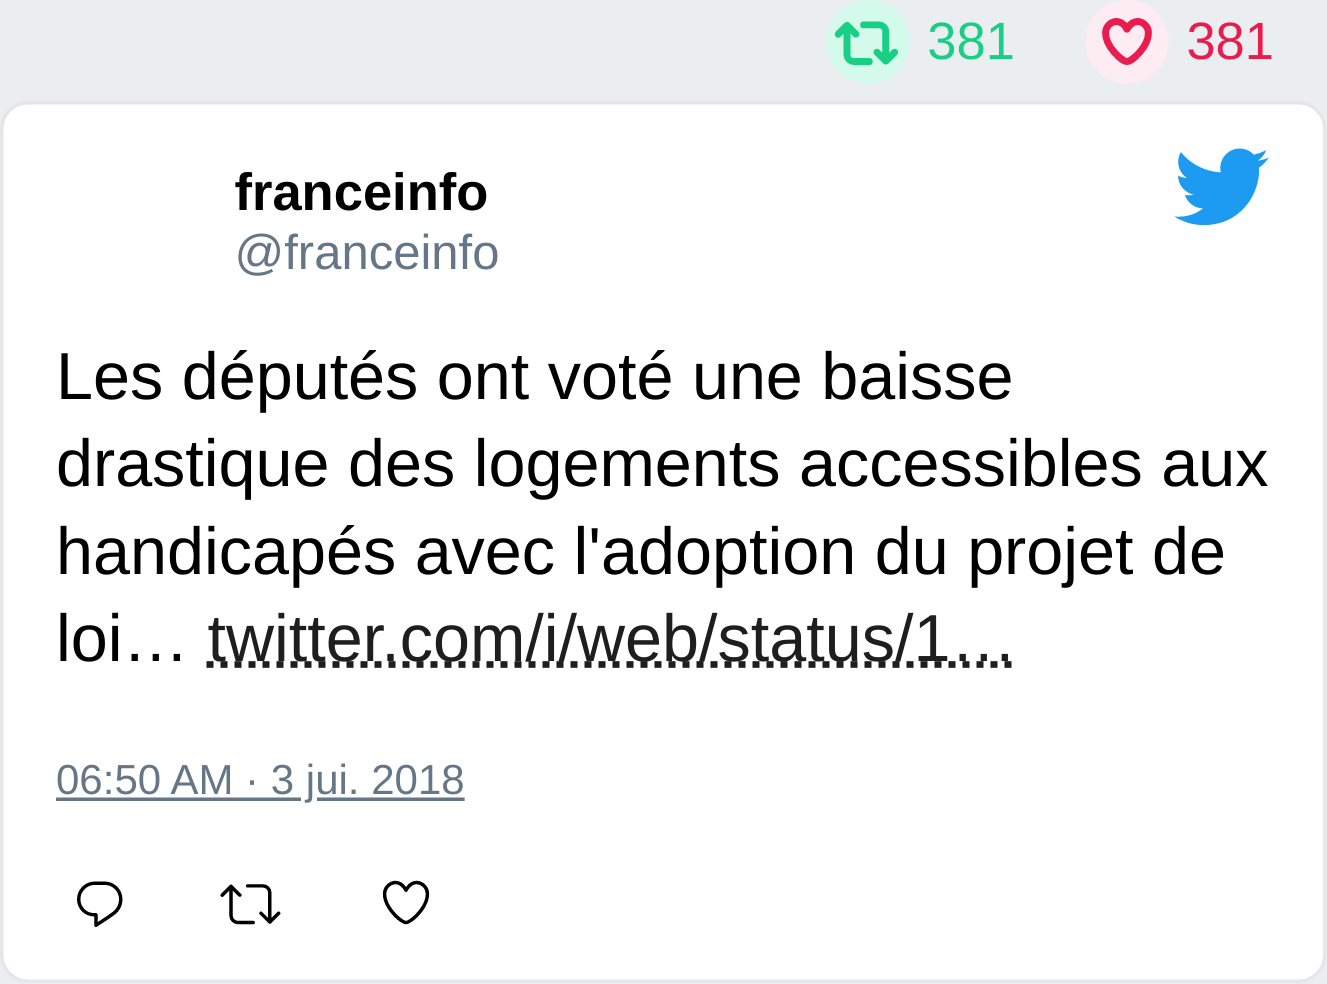 381 381
franceinfo
@franceinfo
Les députés ont voté une baisse
drastique des logements accessibles aux
handicapés avec l'adoption du projet de
loi… twitter.com/i/web/status/1…
06:50 AM · 3 jui. 2018